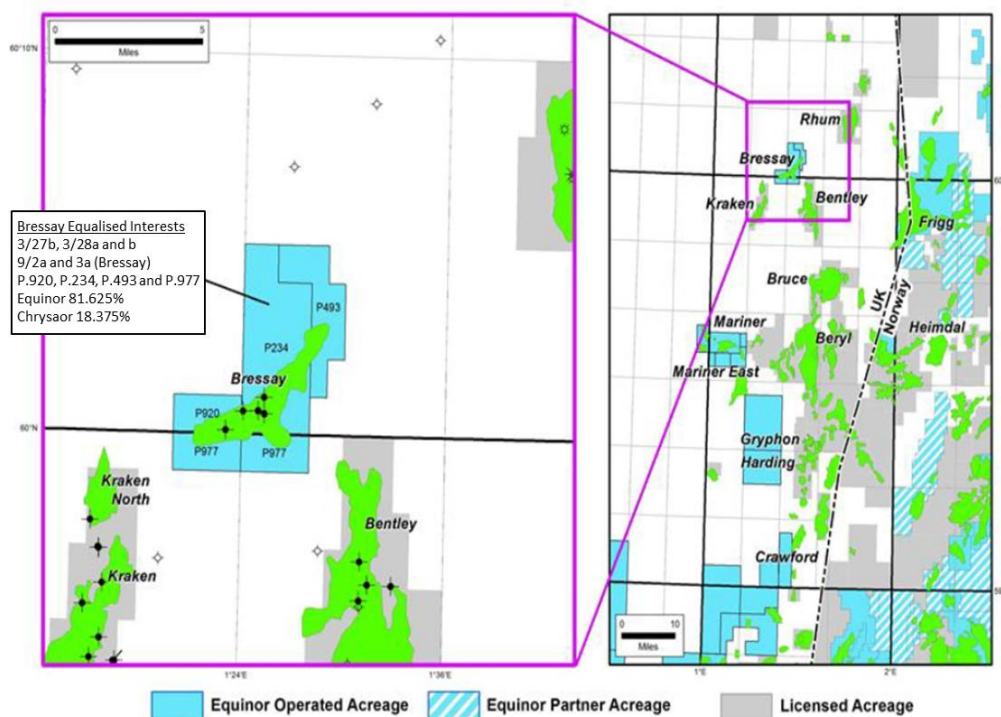 5
Miles
60°10'N
Bressay Equalised Interests
3/27b, 3/28a and b
9/2a and 3a (Bressay)
P.920, P.234, P.493 and P.977
Equinor 81.625%
Chrysaor 18.375%
P493
P234
Bressay
P920
60°N
P977
P977
Kraken
North
Bentley
Kraken
1°24'E
1°36'E
Rhum
Bressay
Kraken
Bentley
Frigg
Bruce
UK
Norway
Mariner
Heimdal
Beryl
Mariner East
Gryphon
Harding
Crawford
0
10
Miles
1°E
2°E
Equinor Operated Acreage
Equinor Partner Acreage
Licensed Acreage